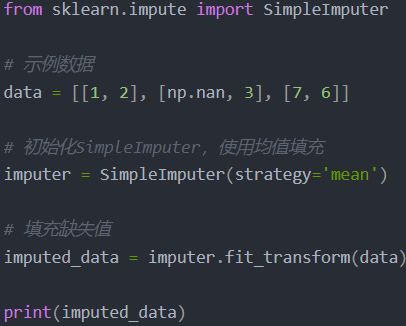 from sklearn.impute import SimpleImputer
# 示例数据
data = [[1, 2], [np.nan, 3], [7, 6]]
# 初始化SimpleImputer，使用均值填充
imputer = SimpleImputer(strategy='mean')
# 填充缺失值
imputed_data = imputer.fit_transform(data)
print(imputed_data)